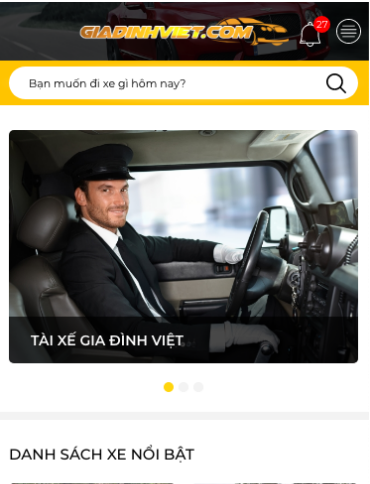 GIADINHVIET.COM
27
Bạn muốn đi xe gì hôm nay?
TÀI XẾ GIA ĐÌNH VIỆT
DANH SÁCH XE NỔI BẬT